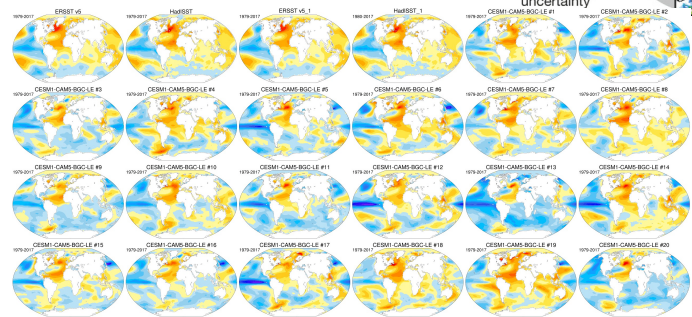 uncertainty
ERSST v5
HadISST
ERSST v5_1
HadISST_1
CESM1-CAM5-BGC-LE #1
CESM1-CAM5-BGC-LE #2
1979-2017
1979-2017
1979-2017
1979-2017
1979-2017
CESM1-CAM5-BGC-LE #3
CESM1-CAM5-BGC-LE #4
CESM1-CAM5-BGC-LE #5
CESM1-CAM5-BGC-LE #6
CESM1-CAM5-BGC-LE #7
CESM1-CAM5-BGC-LE #8
1979-2017
1979-2017
1979-2017
1979-2017
1979-2017
1979-2017
CESM1-CAM5-BGC-LE #9
CESM1-CAM5-BGC-LE #10
CESM1-CAM5-BGC-LE #11
CESM1-CAM5-BGC-LE #12
CESM1-CAM5-BGC-LE #13
CESM1-CAM5-BGC-LE #14
1979-2017
1979-2017
1979-2017
1979-2017
1979-2017
1979-2017
CESM1-CAM5-BGC-LE #15
CESM1-CAM5-BGC-LE #16
CESM1-CAM5-BGC-LE #17
CESM1-CAM5-BGC-LE #18
CESM1-CAM5-BGC-LE #19
CESM1-CAM5-BGC-LE #20
1979-2017
1979-2017
1979-2017
1979-2017
1979-2017
1979-2017